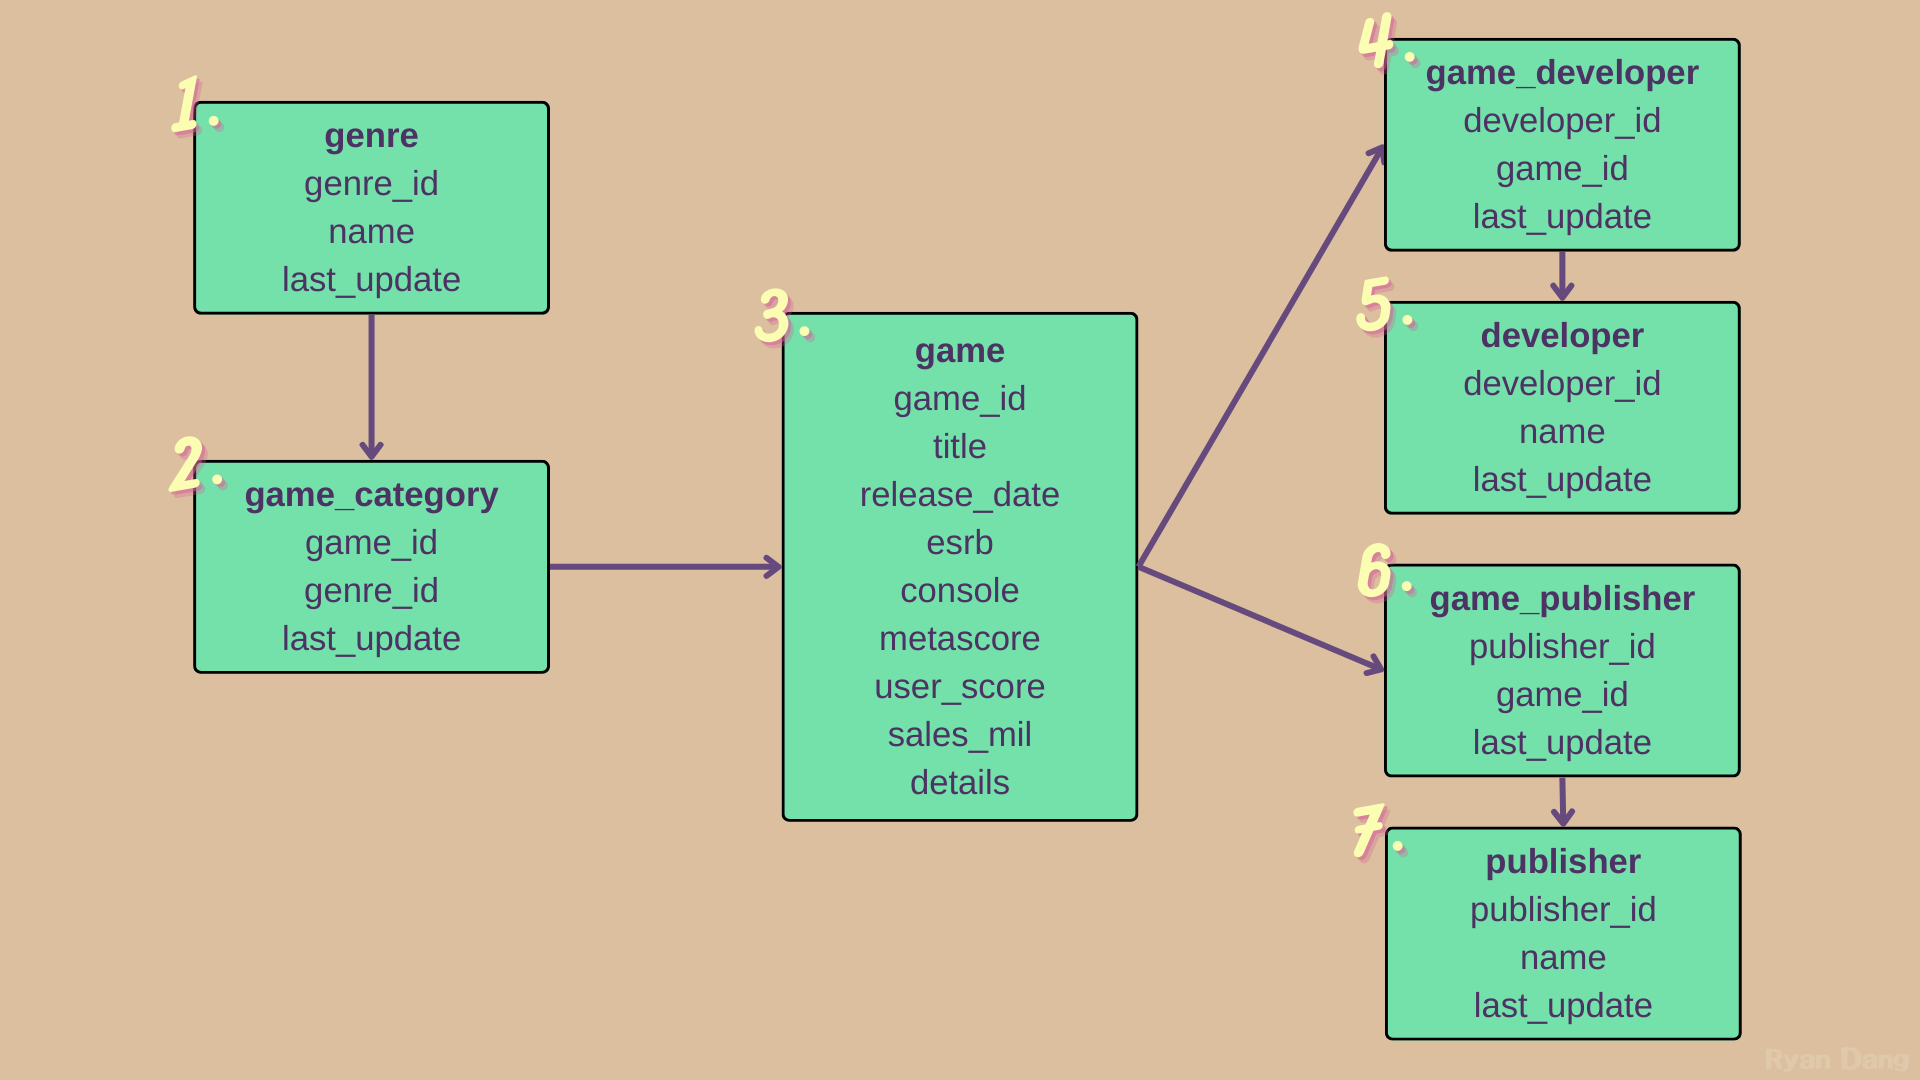 1.
genre
genre_id
name
last_update
2.
game_category
game_id
genre_id
last_update
3.
game
game_id
title
release_date
esrb
console
metascore
user_score
sales_mil
details
4.
game_developer
developer_id
game_id
last_update
5.
developer
developer_id
name
last_update
6.
game_publisher
publisher_id
game_id
last_update
7.
publisher
publisher_id
name
last_update
Ryan Dang